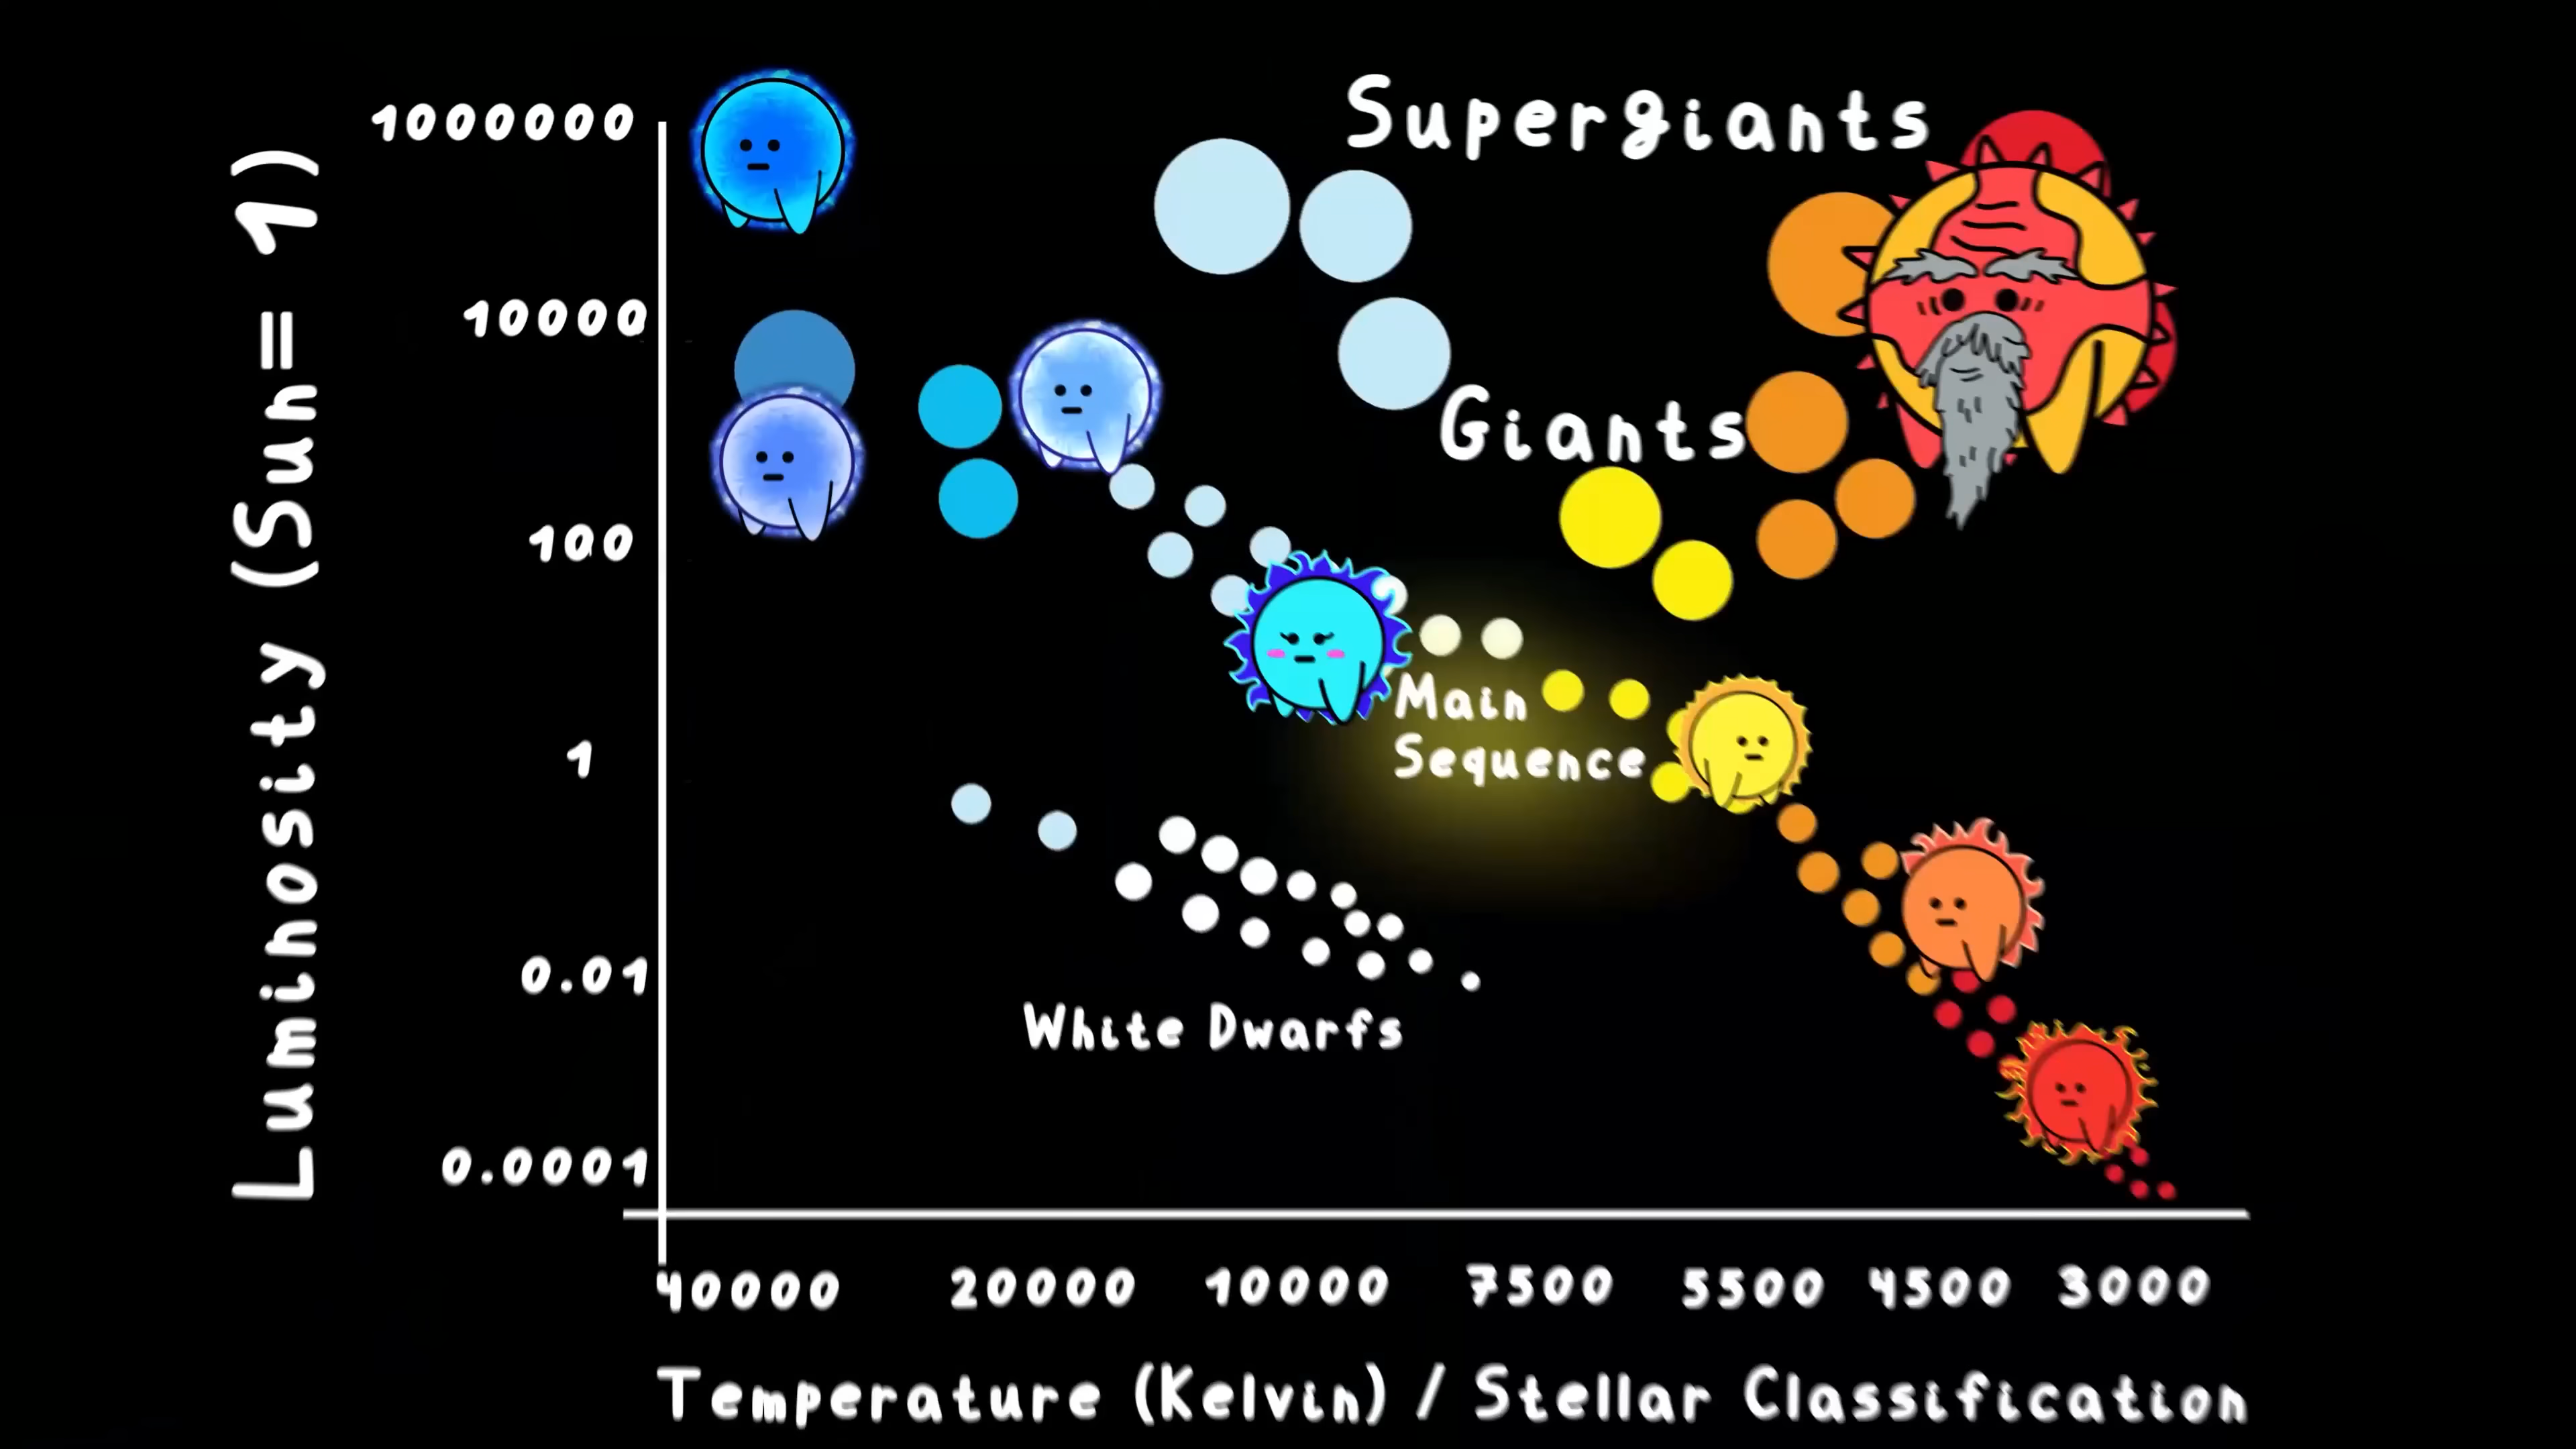 Supergiants
1000000
Luminosity (Sun= 1)
10000
Giants
100
Main
Sequence
1
0.01
White Dwarfs
0.0001
40000 20000 10000 7500 5500 4500 3000
Temperature (Kelvin) / Stellar Classification